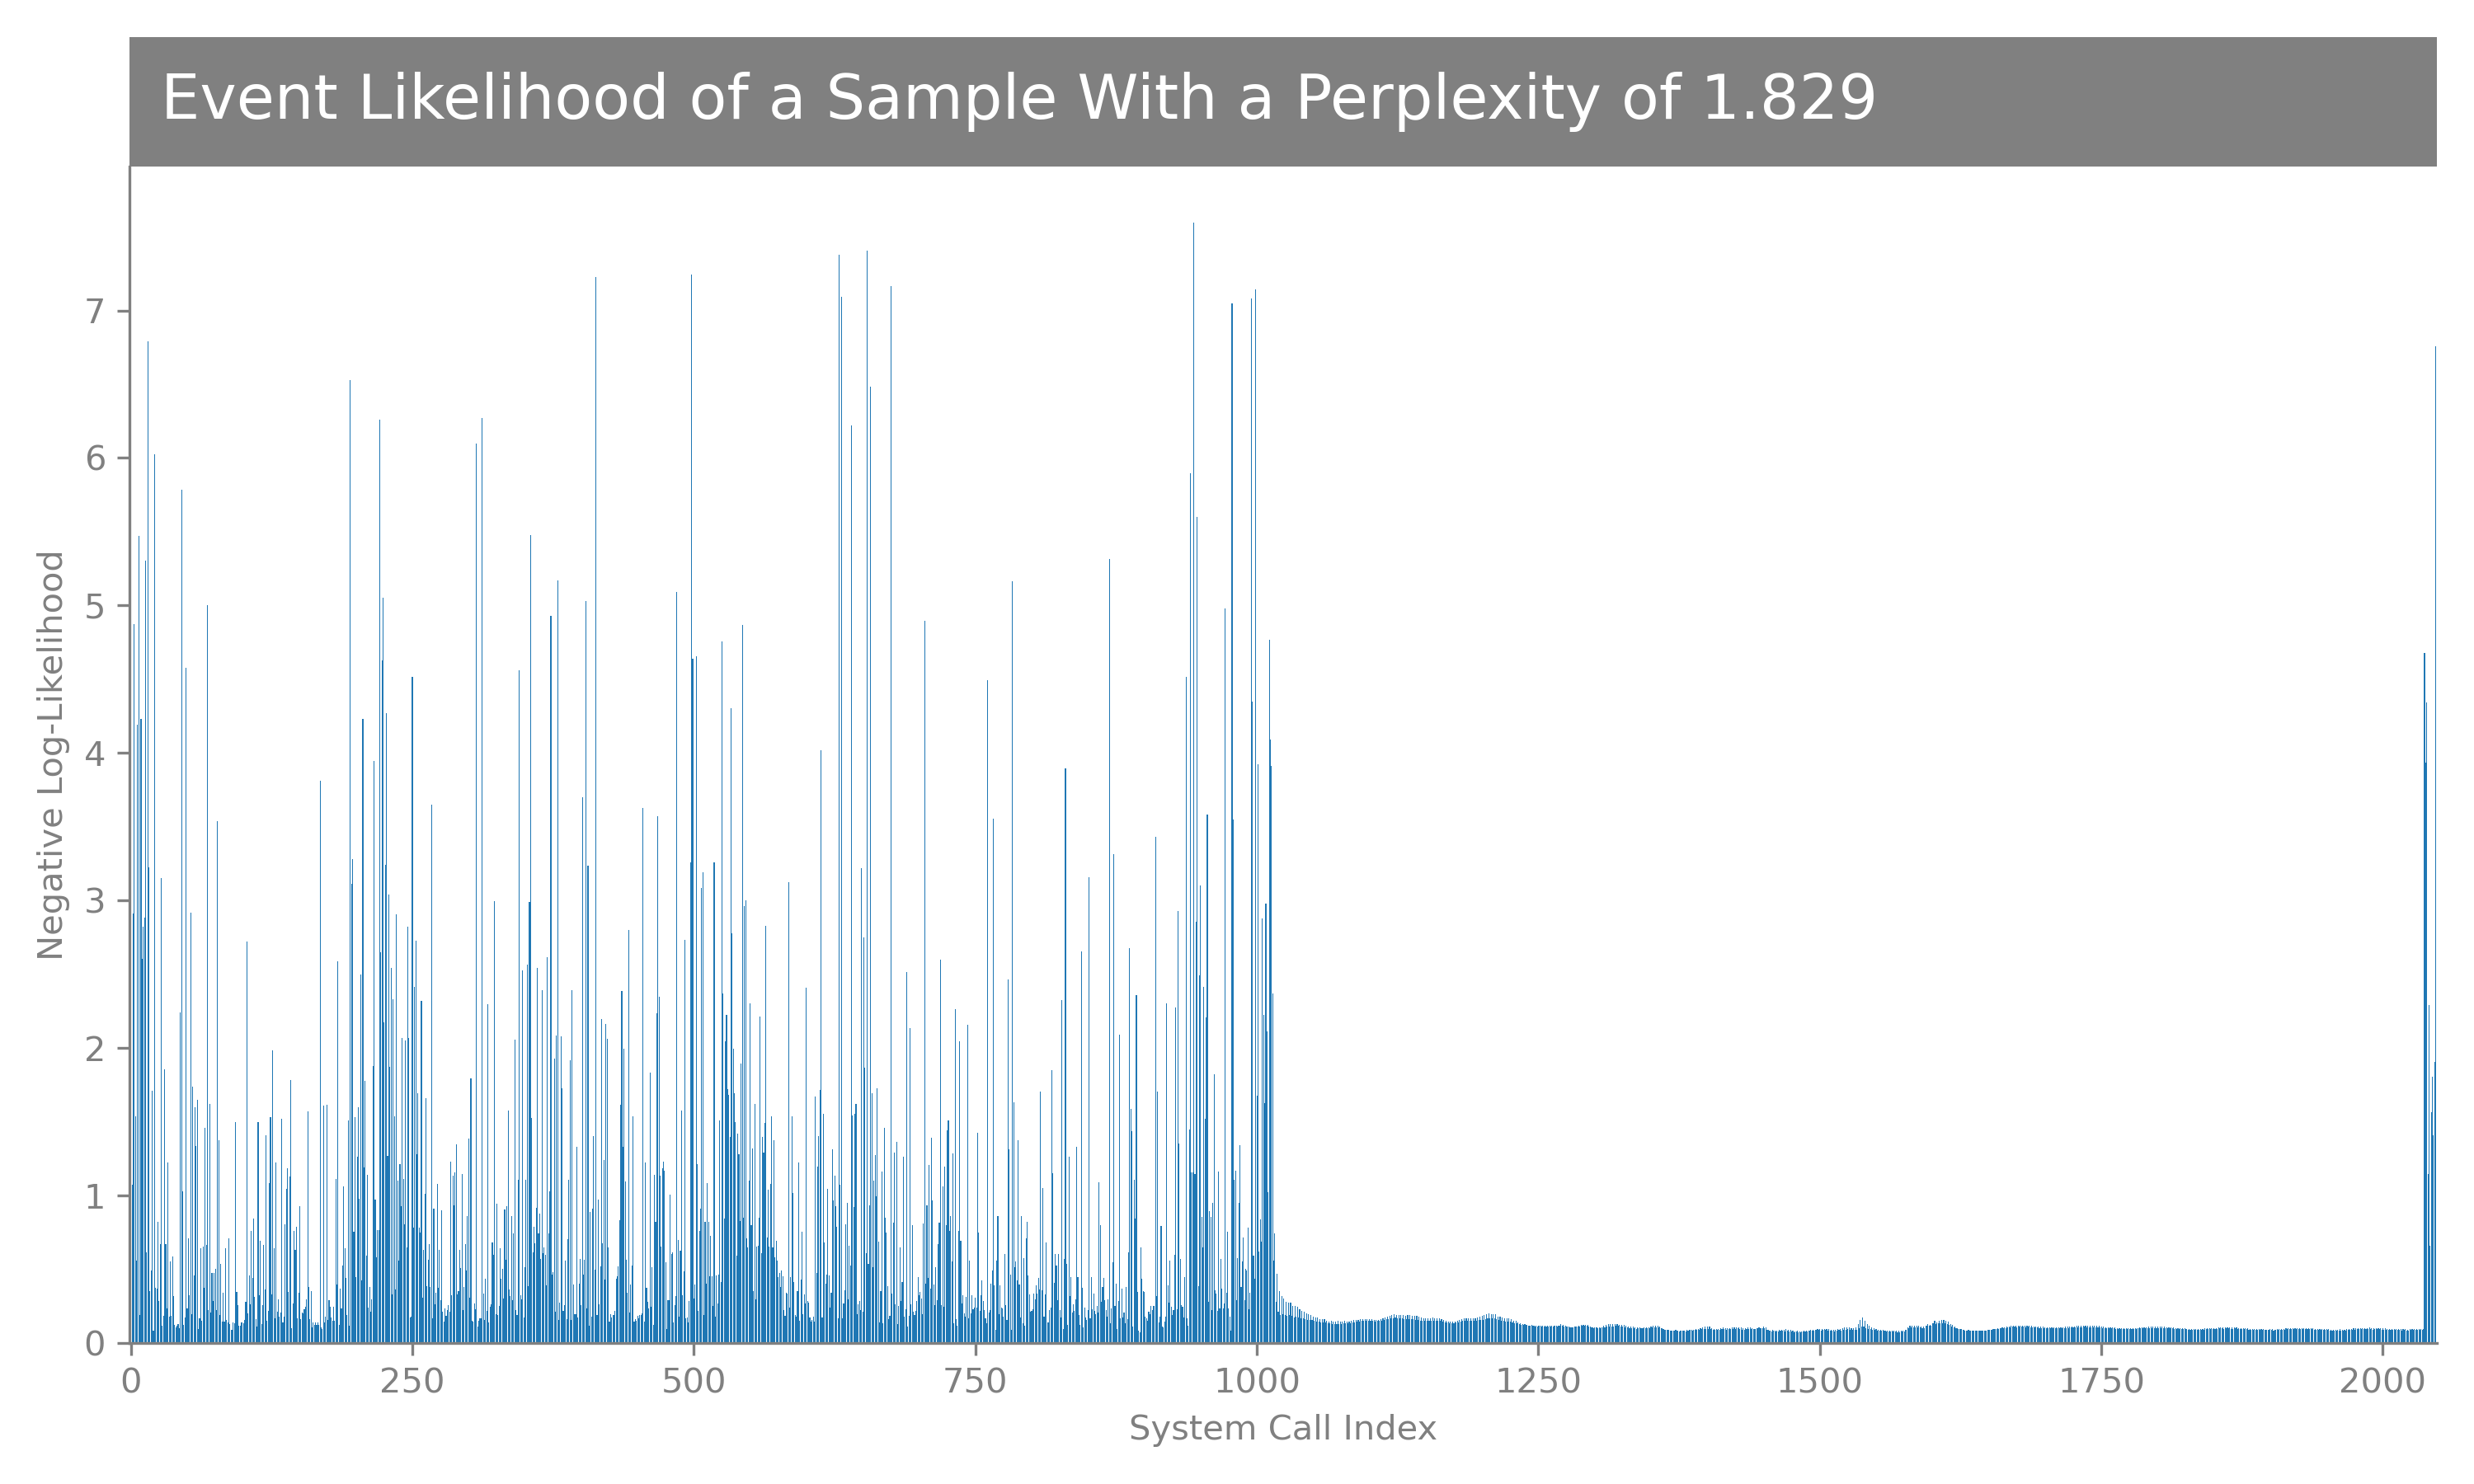 Event Likelihood of a Sample With a Perplexity of 1.829
Negative Log-Likelihood
7
6
5
4
3
2
1
0
0 250 500 750 1000 1250 1500 1750 2000
System Call Index